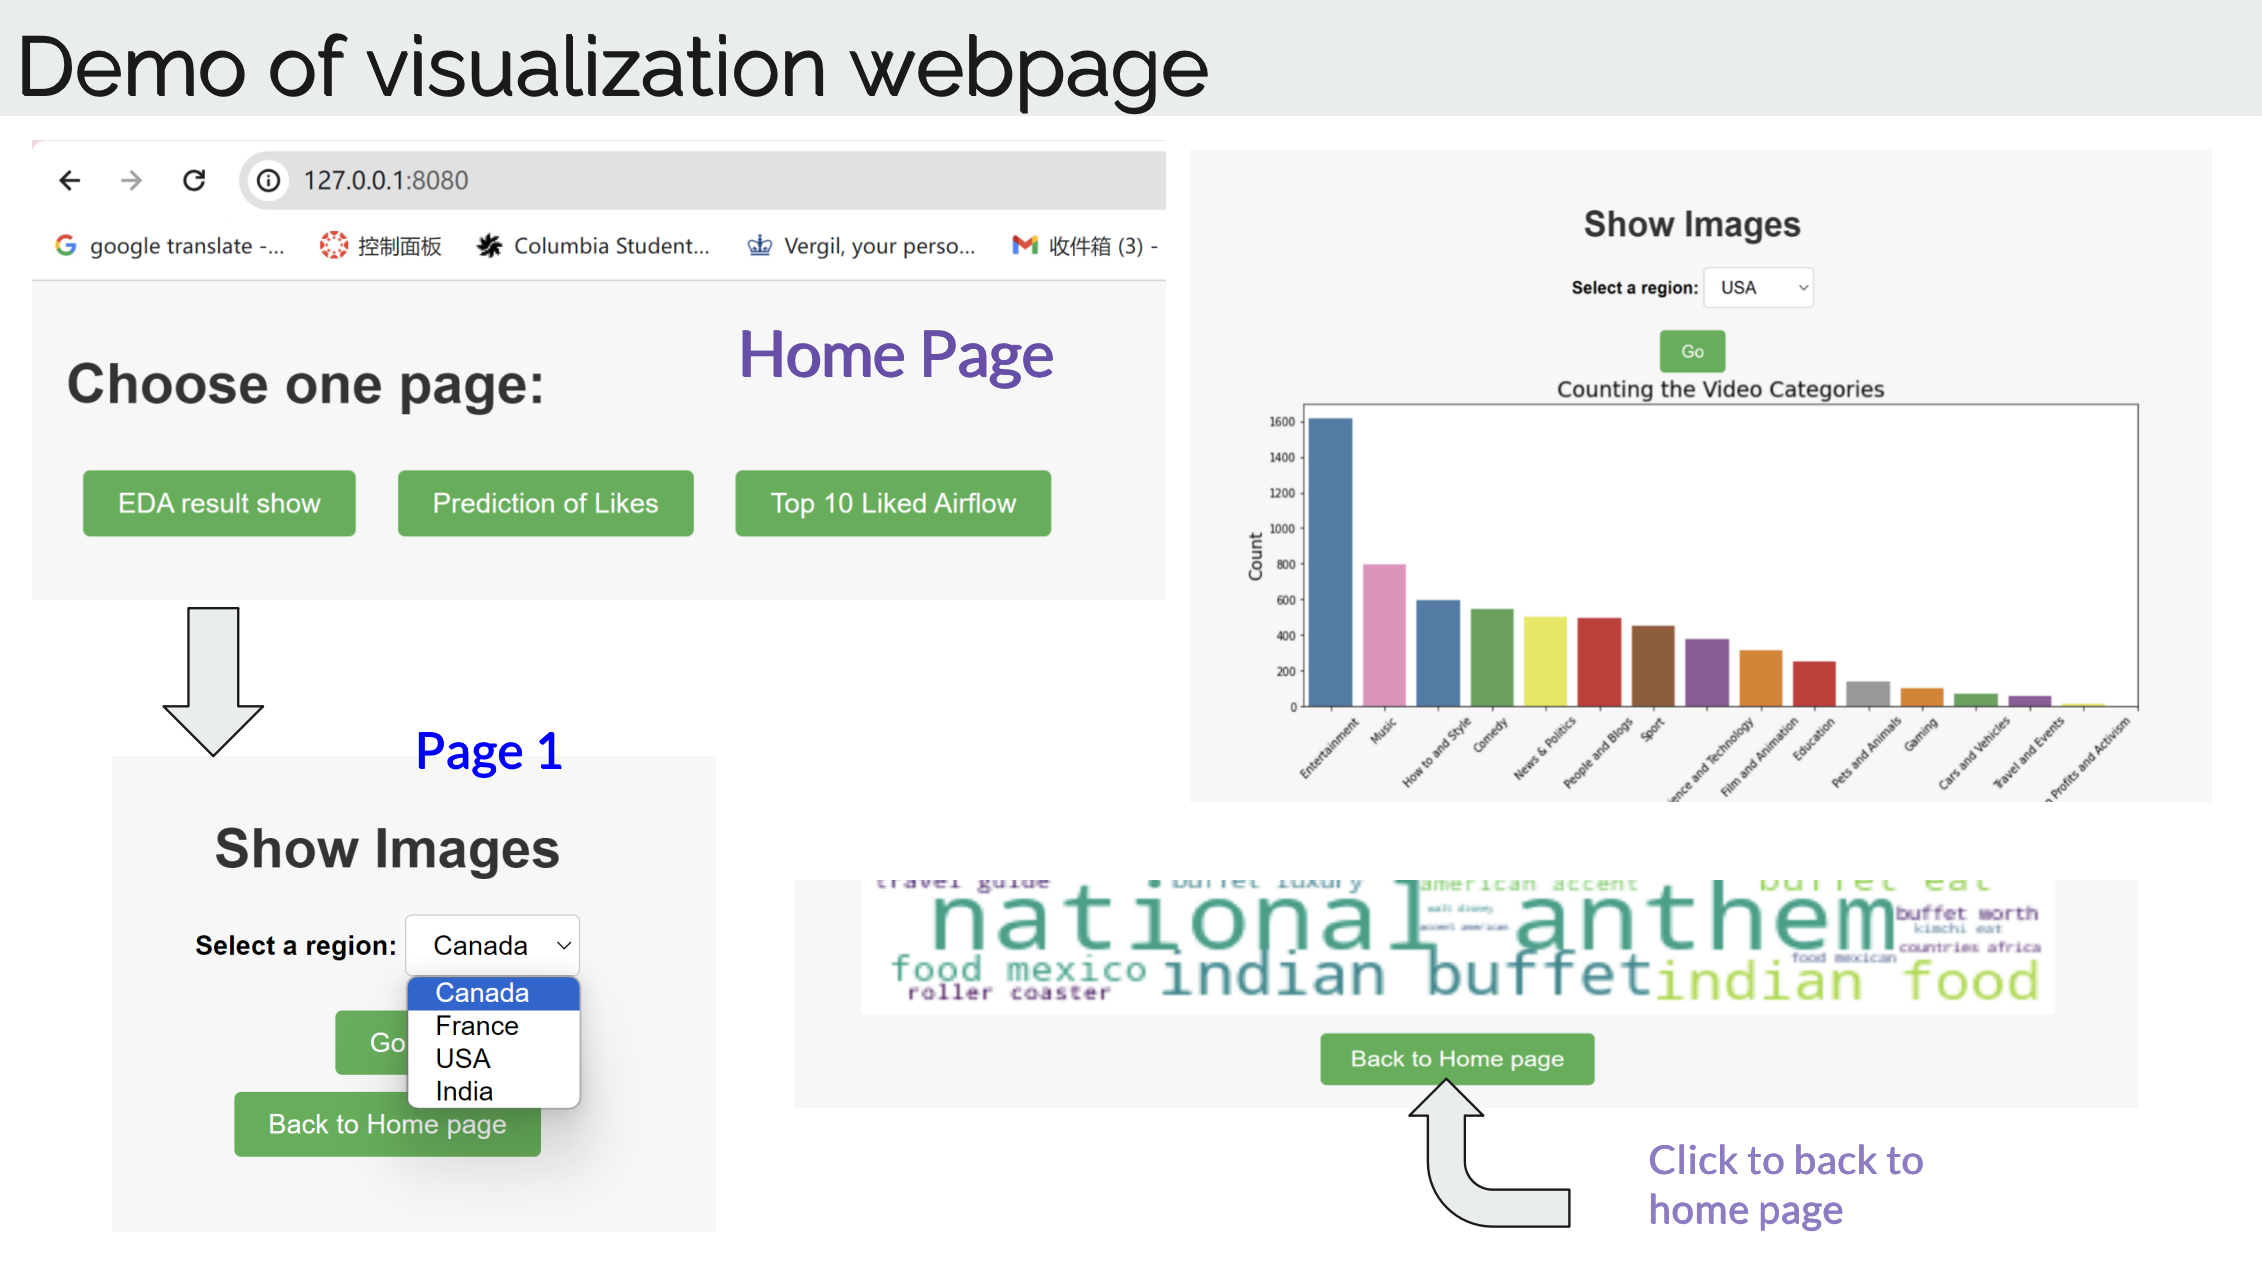 Demo of visualization webpage
127.0.0.1:8080
google translate -...
控制面板
Columbia Student...
Vergil, your perso...
收件箱 (3) -
Home Page
Choose one page:
EDA result show
Prediction of Likes
Top 10 Liked Airflow
Page 1
Show Images
Select a region: Canada
Canada
France
USA
India
Go
Back to Home page
Show Images
Select a region: USA
Go
Counting the Video Categories
Count
1600
1400
1200
1000
800
600
400
200
0
Entertainment
Music
How to and Style
Comedy
News & Politics
People and Blogs
Sport
ience and Technology
Film and Animation
Education
Pets and Animals
Gaming
Cars and Vehicles
Travel and Events
Profits and Activism
travel guide
buffet luxury
american accent
buffet eat
national anthem
wall disney
accent american
buffet worth
kimchi eat
countries africa
food mexico
indian buffet
food mexican
indian food
roller coaster
Back to Home page
Click to back to
home page